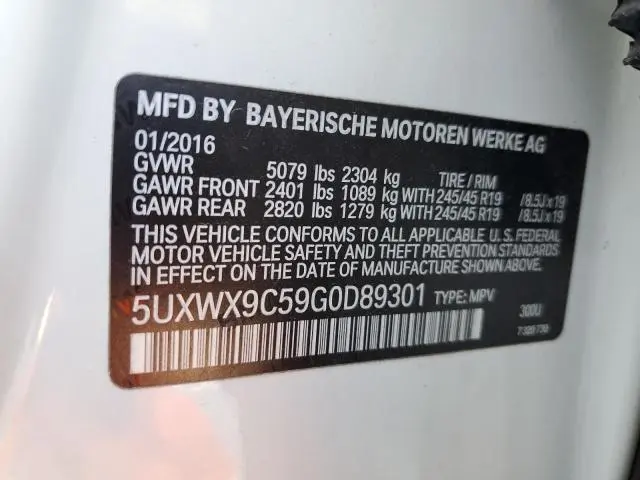 MFD BY BAYERISCHE MOTOREN WERKE AG
01/2016
GVWR 5079 lbs 2304 kg TIRE / RIM
GAWR FRONT 2401 lbs 1089 kg WITH 245/45 R19 /8.5J x 19
GAWR REAR 2820 lbs 1279 kg WITH 245/45 R19 /8.5J x 19
THIS VEHICLE CONFORMS TO ALL APPLICABLE U.S. FEDERAL
MOTOR VEHICLE SAFETY AND THEFT PREVENTION STANDARDS
IN EFFECT ON THE DATE OF MANUFACTURE.
5UXWX9C59G0D89301 TYPE: MPV
300U